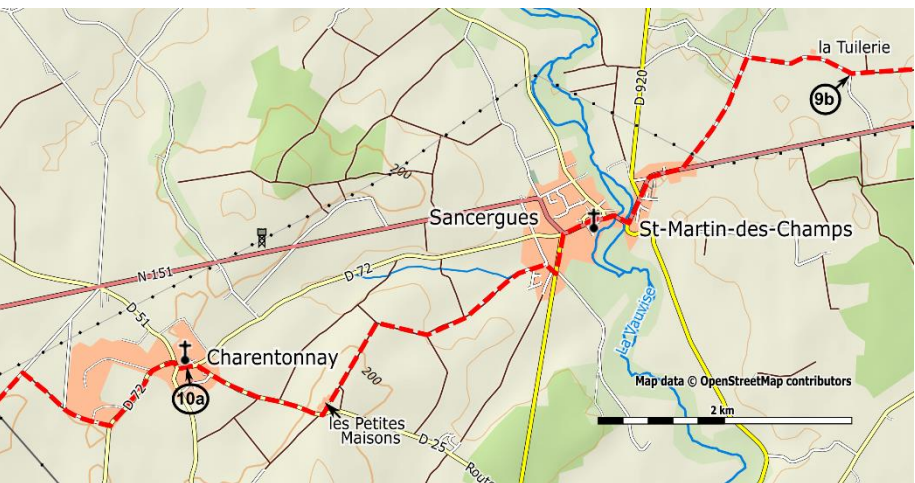 la Tuilerie
9b
D 920
200
Sancergues
St-Martin-des-Champs
N 151
D 72
D 51
La Vauvise
Charentonnay
Map data © OpenStreetMap contributors
200
D 72
10a
2 km
les Petites
Maisons
D 25
Route